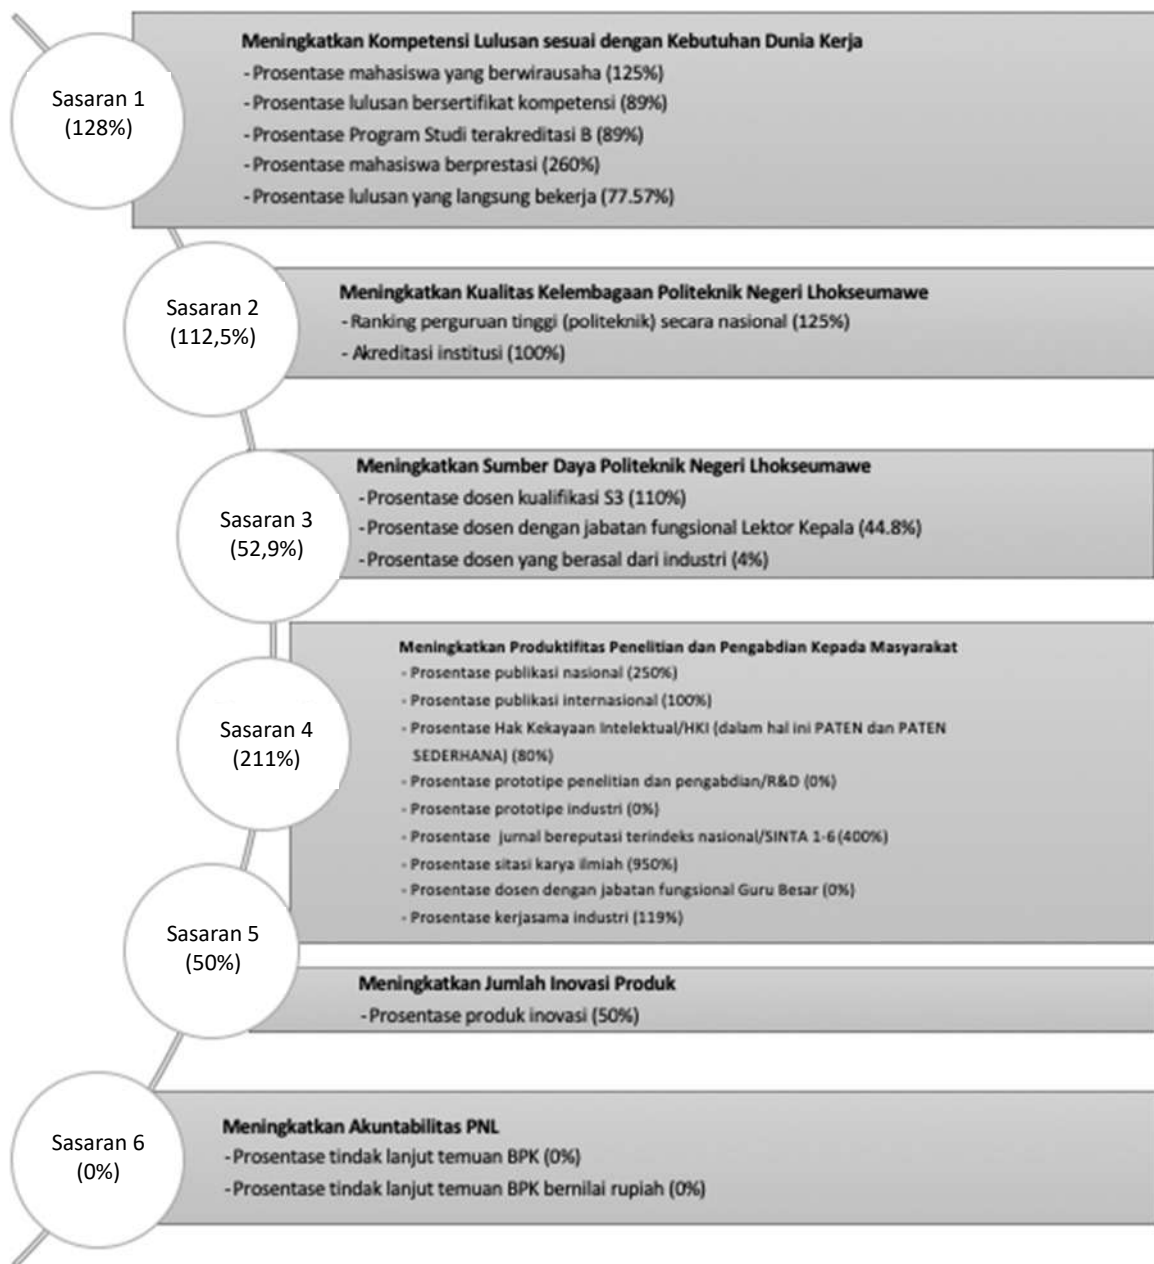 Sasaran 1
(128%)
Meningkatkan Kompetensi Lulusan sesuai dengan Kebutuhan Dunia Kerja
- Prosentase mahasiswa yang berwirausaha (125%)
- Prosentase lulusan bersertifikat kompetensi (89%)
- Prosentase Program Studi terakreditasi B (89%)
- Prosentase mahasiswa berprestasi (260%)
- Prosentase lulusan yang langsung bekerja (77.57%)
Sasaran 2
(112,5%)
Meningkatkan Kualitas Kelembagaan Politeknik Negeri Lhokseumawe
- Ranking perguruan tinggi (politeknik) secara nasional (125%)
- Akreditasi institusi (100%)
Sasaran 3
(52,9%)
Meningkatkan Sumber Daya Politeknik Negeri Lhokseumawe
- Prosentase dosen kualifikasi S3 (110%)
- Prosentase dosen dengan jabatan fungsional Lektor Kepala (44.8%)
- Prosentase dosen yang berasal dari industri (4%)
Sasaran 4
(211%)
Meningkatkan Produktifitas Penelitian dan Pengabdian Kepada Masyarakat
- Prosentase publikasi nasional (250%)
- Prosentase publikasi internasional (100%)
- Prosentase Hak Kekayaan Intelektual/HKI (dalam hal ini PATEN dan PATEN
SEDERHANA) (80%)
- Prosentase prototipe penelitian dan pengabdian/R&D (0%)
- Prosentase prototipe industri (0%)
- Prosentase jurnal bereputasi terindeks nasional/SINTA 1-6 (400%)
- Prosentase sitasi karya ilmiah (950%)
- Prosentase dosen dengan jabatan fungsional Guru Besar (0%)
- Prosentase kerjasama industri (119%)
Sasaran 5
(50%)
Meningkatkan Jumlah Inovasi Produk
- Prosentase produk inovasi (50%)
Sasaran 6
(0%)
Meningkatkan Akuntabilitas PNL
- Prosentase tindak lanjut temuan BPK (0%)
- Prosentase tindak lanjut temuan BPK bernilai rupiah (0%)